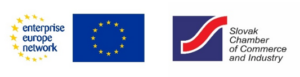 enterprise
europe
network
Slovak
Chamber
of Commerce
and Industry